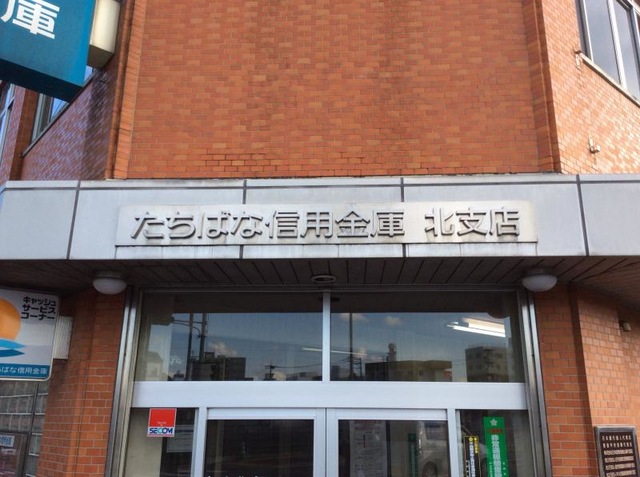 庫
たちばな信用金庫 北支店
キャッシュ
サービス
コーナー
ばな信用金庫
SECOM